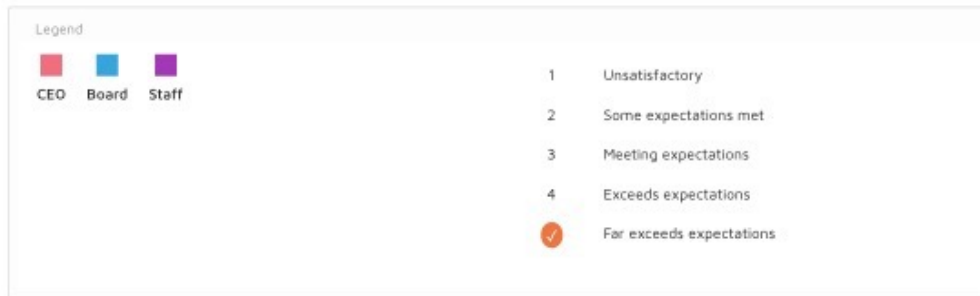 Legend
CEO Board Staff
1 Unsatisfactory
2 Some expectations met
3 Meeting expectations
4 Exceeds expectations
Far exceeds expectations